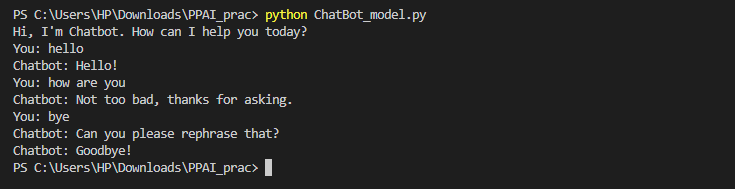 PS C:\Users\HP\Downloads\PPAI_prac> python ChatBot_model.py
Hi, I'm Chatbot. How can I help you today?
You: hello
Chatbot: Hello!
You: how are you
Chatbot: Not too bad, thanks for asking.
You: bye
Chatbot: Can you please rephrase that?
Chatbot: Goodbye!
PS C:\Users\HP\Downloads\PPAI_prac>